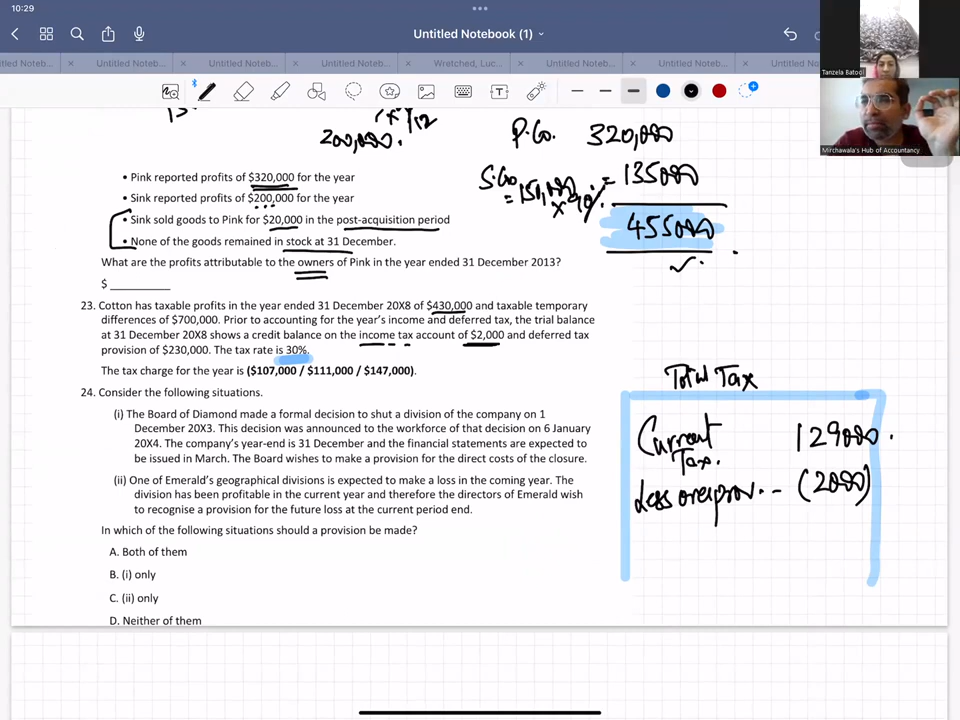 10:29
Untitled Notebook (1)
Untitled Noteb...
Untitled Noteb...
Untitled Noteb...
Untitled Noteb...
Wretched, Luc...
Untitled Noteb...
Untitled Noteb...
Tanzela Batool
Mirchawala's Hub of Accountancy
200,000.
P.Co. 320,000
S.Co = 150,000 x 90% = 135000
455000
• Pink reported profits of $320,000 for the year
• Sink reported profits of $200,000 for the year
• Sink sold goods to Pink for $20,000 in the post-acquisition period
• None of the goods remained in stock at 31 December.
What are the profits attributable to the owners of Pink in the year ended 31 December 2013?
$ __________
23. Cotton has taxable profits in the year ended 31 December 20X8 of $430,000 and taxable temporary
differences of $700,000. Prior to accounting for the year's income and deferred tax, the trial balance
at 31 December 20X8 shows a credit balance on the income tax account of $2,000 and deferred tax
provision of $230,000. The tax rate is 30%.
The tax charge for the year is ($107,000 / $111,000 / $147,000).
24. Consider the following situations.
(i) The Board of Diamond made a formal decision to shut a division of the company on 1
December 20X3. This decision was announced to the workforce of that decision on 6 January
20X4. The company's year-end is 31 December and the financial statements are expected to
be issued in March. The Board wishes to make a provision for the direct costs of the closure.
(ii) One of Emerald's geographical divisions is expected to make a loss in the coming year. The
division has been profitable in the current year and therefore the directors of Emerald wish
to recognise a provision for the future loss at the current period end.
In which of the following situations should a provision be made?
A. Both of them
B. (i) only
C. (ii) only
D. Neither of them
Total Tax
Current Tax. 129000.
Less overprov. - (2000)